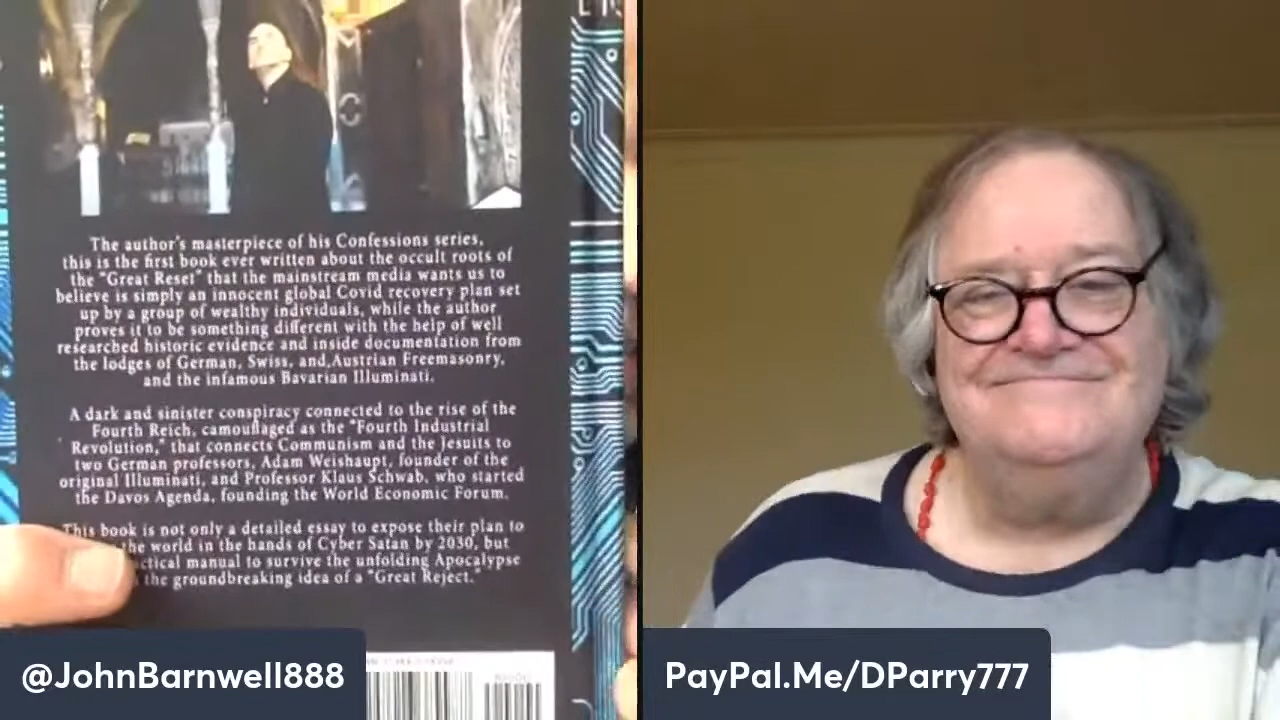 The author's masterpiece of his Confessions series,
this is the first book ever written about the occult roots of
the "Great Reset" that the mainstream media wants us to
believe is simply an innocent global Covid recovery plan set
up by a group of wealthy individuals, while the author
proves it to be something different with the help of well
researched historic evidence and inside documentation from
the lodges of German, Swiss, and Austrian Freemasonry,
and the infamous Bavarian Illuminati.
A dark and sinister conspiracy connected to the rise of the
Fourth Reich, camouflaged as the "Fourth Industrial
Revolution," that connects Communism and the Jesuits to
two German professors, Adam Weishaupt, founder of the
original Illuminati, and Professor Klaus Schwab, who started
the Davos Agenda, founding the World Economic Forum.
This book is not only a detailed essay to expose their plan to
the world in the hands of Cyber Satan by 2030, but
manual to survive the unfolding Apocalypse
the groundbreaking idea of a "Great Reject."
@JohnBarnwell888
PayPal.Me/DParry777